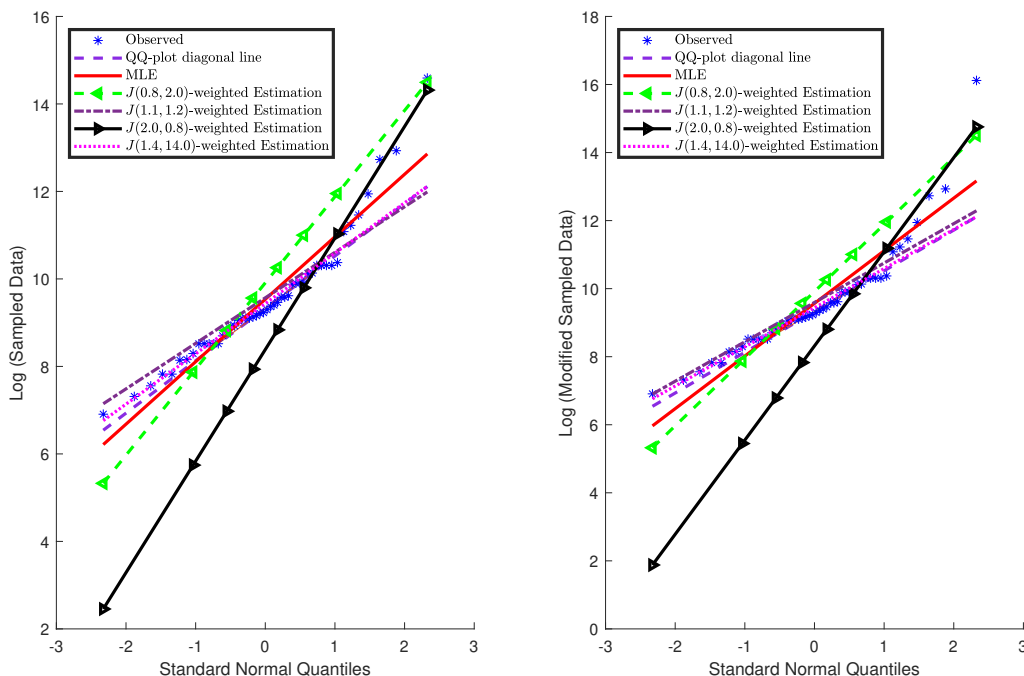 16
14
12
10
8
6
4
2
-3
-2
-1
0
1
2
3
Log (Sampled Data)
Standard Normal Quantiles
Observed
QQ-plot diagonal line
MLE
J(0.8, 2.0)-weighted Estimation
J(1.1, 1.2)-weighted Estimation
J(2.0, 0.8)-weighted Estimation
J(1.4, 14.0)-weighted Estimation
18
16
14
12
10
8
6
4
2
0
-3
-2
-1
0
1
2
3
Log (Modified Sampled Data)
Standard Normal Quantiles
Observed
QQ-plot diagonal line
MLE
J(0.8, 2.0)-weighted Estimation
J(1.1, 1.2)-weighted Estimation
J(2.0, 0.8)-weighted Estimation
J(1.4, 14.0)-weighted Estimation